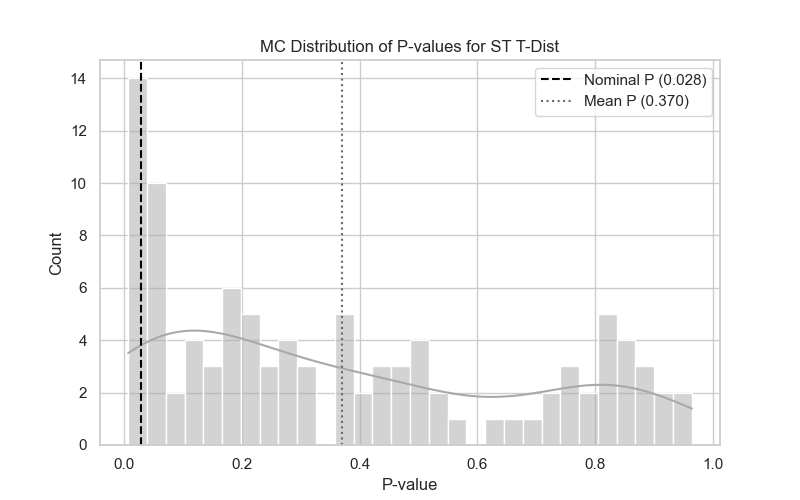 MC Distribution of P-values for ST T-Dist
Nominal P (0.028)
Mean P (0.370)
Count
14
12
10
8
6
4
2
0
0.0 0.2 0.4 0.6 0.8 1.0
P-value